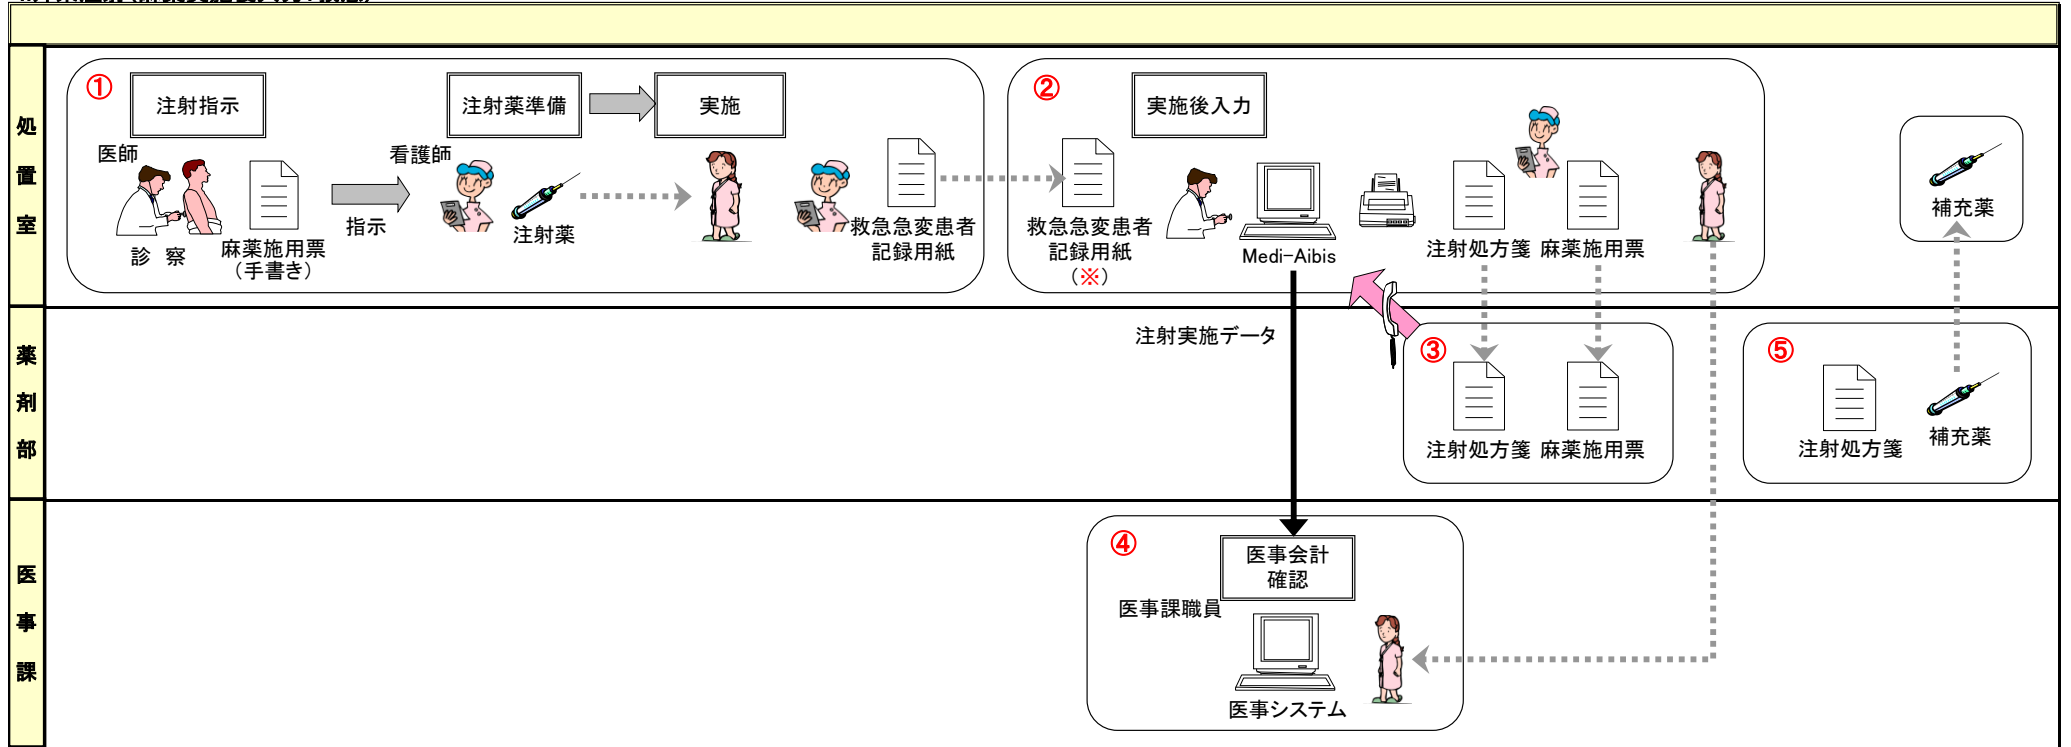 処置室
①
注射指示
注射薬準備
実施
医師
診 察
麻薬施用票
(手書き)
指示
看護師
注射薬
救急急変患者
記録用紙
②
実施後入力
救急急変患者
記録用紙
(※)
Medi-Aibis
注射処方箋
麻薬施用票
補充薬
薬剤部
注射実施データ
③
注射処方箋
麻薬施用票
⑤
注射処方箋
補充薬
医事課
④
医事会計
確認
医事課職員
医事システム